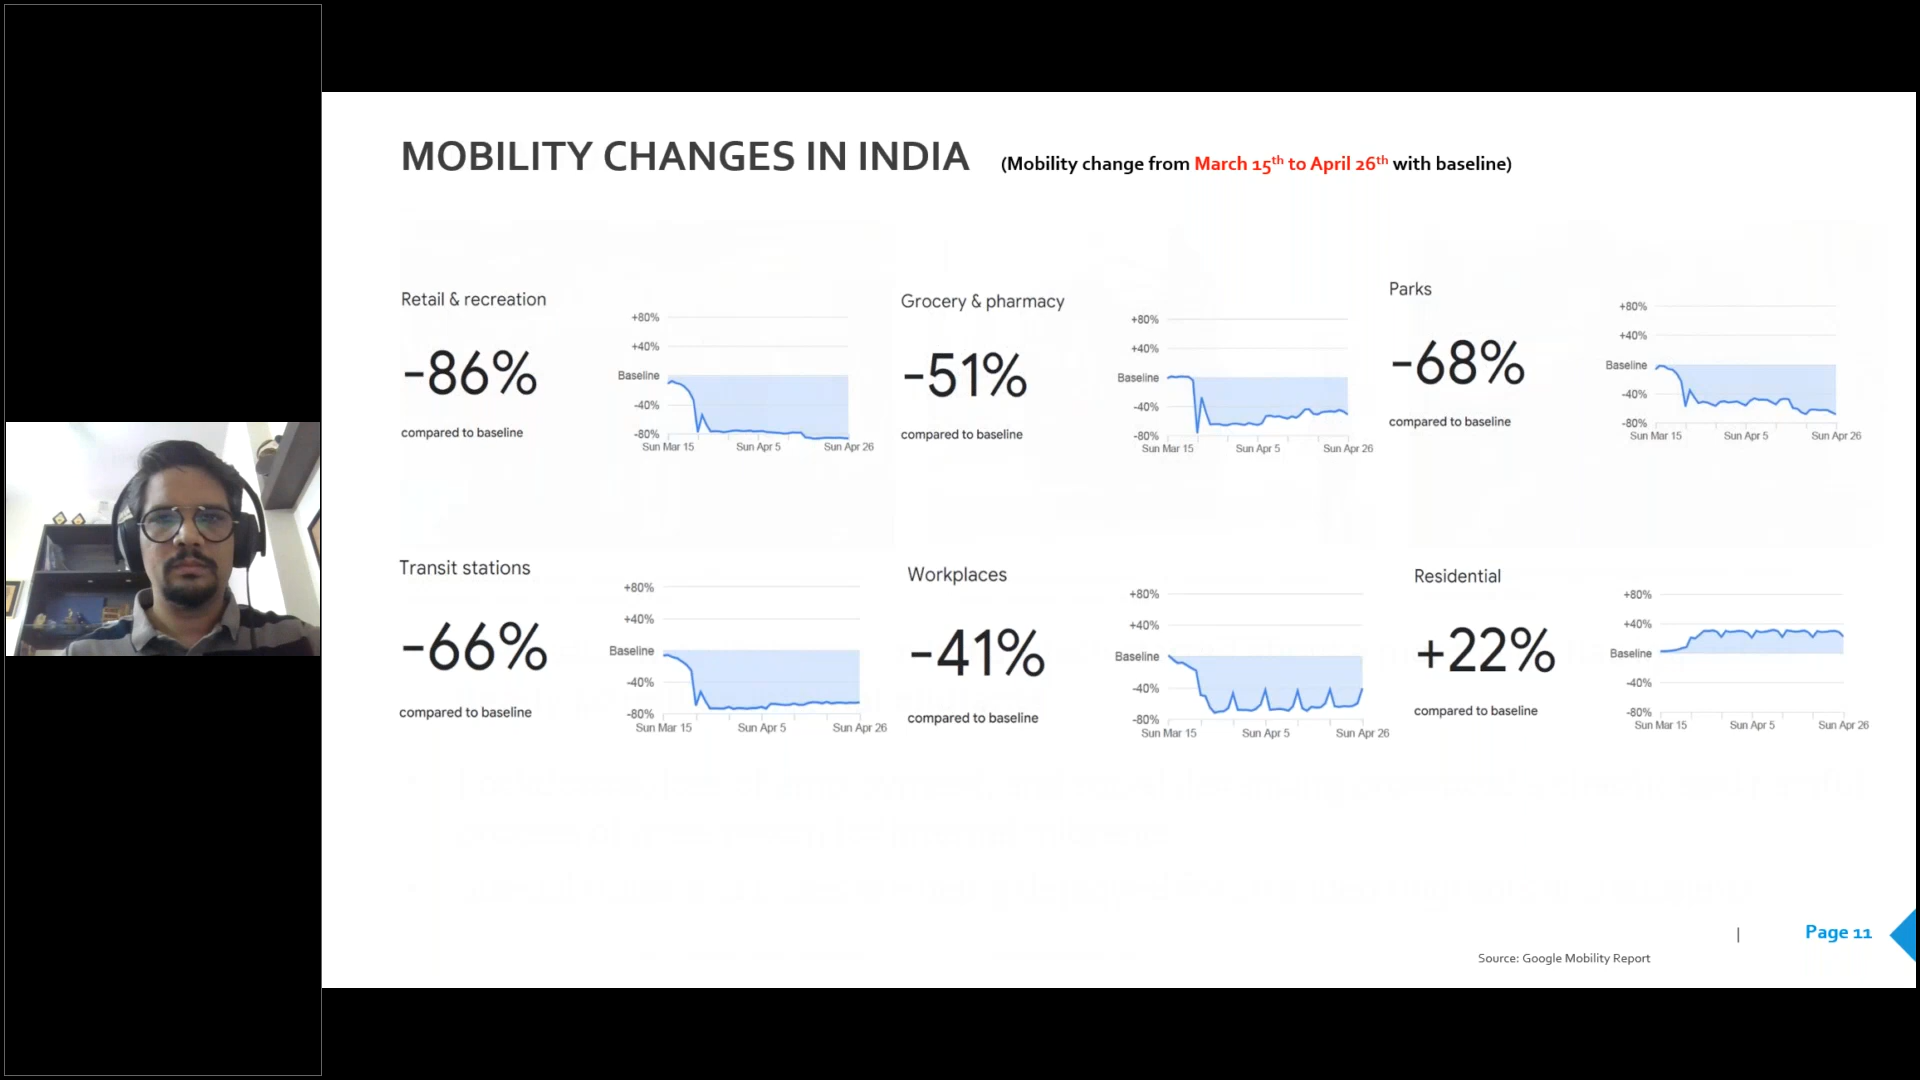 MOBILITY CHANGES IN INDIA (Mobility change from March 15th to April 26th with baseline)
Retail & recreation
-86%
compared to baseline
+80%
+40%
Baseline
-40%
-80%
Sun Mar 15 Sun Apr 5 Sun Apr 26
Grocery & pharmacy
-51%
compared to baseline
+80%
+40%
Baseline
-40%
-80%
Sun Mar 15 Sun Apr 5 Sun Apr 26
Parks
-68%
compared to baseline
+80%
+40%
Baseline
-40%
-80%
Sun Mar 15 Sun Apr 5 Sun Apr 26
Transit stations
-66%
compared to baseline
+80%
+40%
Baseline
-40%
-80%
Sun Mar 15 Sun Apr 5 Sun Apr 26
Workplaces
-41%
compared to baseline
+80%
+40%
Baseline
-40%
-80%
Sun Mar 15 Sun Apr 5 Sun Apr 26
Residential
+22%
compared to baseline
+80%
+40%
Baseline
-40%
-80%
Sun Mar 15 Sun Apr 5 Sun Apr 26
| Page 11
Source: Google Mobility Report